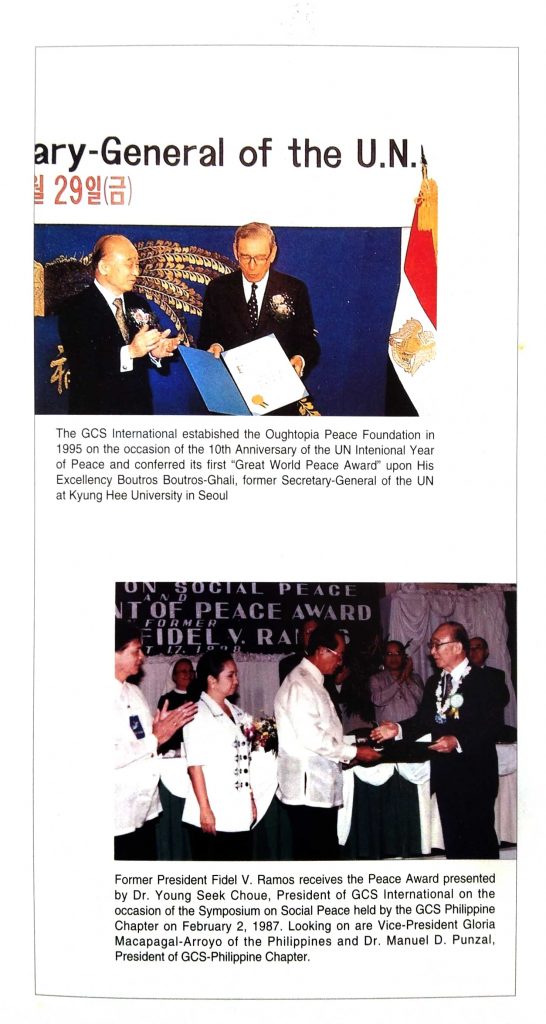 ary-General of the U.N.
월 29일(금)
The GCS International estabished the Oughtopia Peace Foundation in
1995 on the occasion of the 10th Anniversary of the UN Intenional Year
of Peace and conferred its first “Great World Peace Award” upon His
Excellency Boutros Boutros-Ghali, former Secretary-General of the UN
at Kyung Hee University in Seoul
ON SOCIAL PEACE
AND
NT OF PEACE AWARD
FORMER
FIDEL V. RAMOS
T 17, 1998
Former President Fidel V. Ramos receives the Peace Award presented
by Dr. Young Seek Choue, President of GCS International on the
occasion of the Symposium on Social Peace held by the GCS Philippine
Chapter on February 2, 1987. Looking on are Vice-President Gloria
Macapagal-Arroyo of the Philippines and Dr. Manuel D. Punzal,
President of GCS-Philippine Chapter.